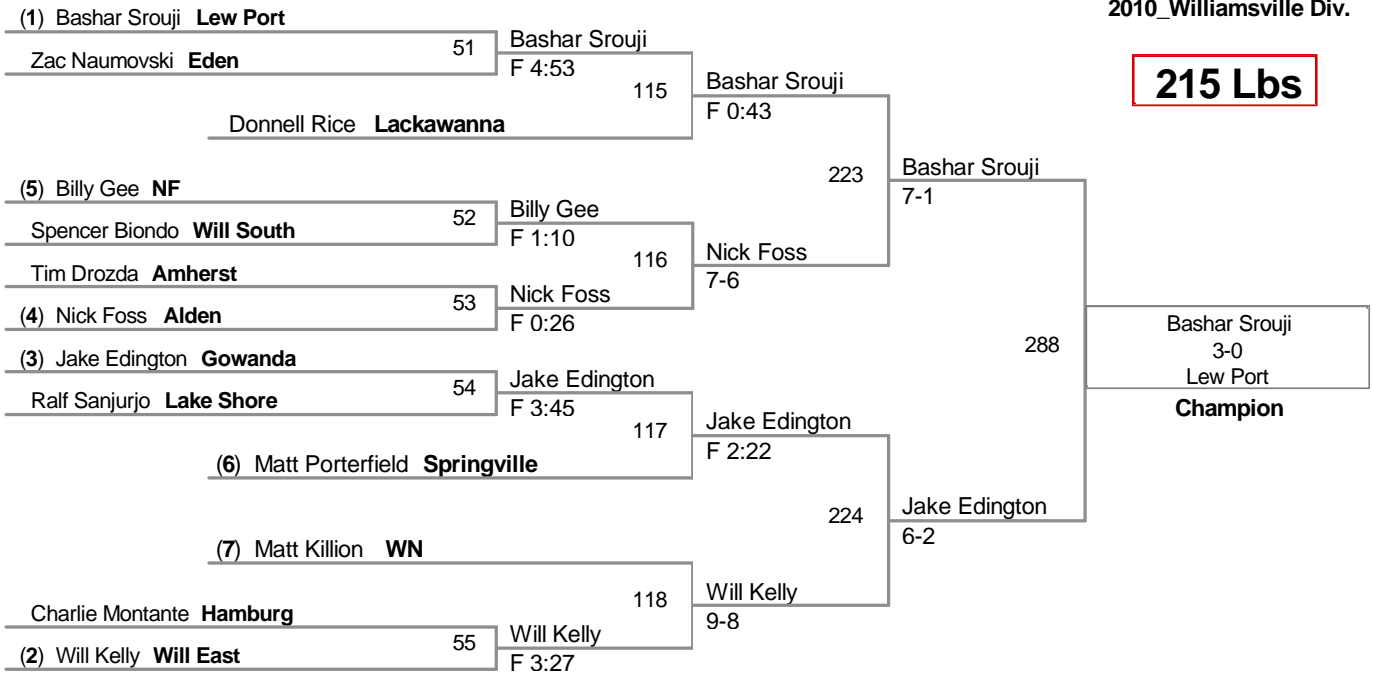 2010_Williamsville Div.
215 Lbs
(1) Bashar Srouji Lew Port
51
Zac Naumovski Eden
Bashar Srouji
F 4:53
115
Donnell Rice Lackawanna
Bashar Srouji
F 0:43
223
(5) Billy Gee NF
52
Spencer Biondo Will South
Billy Gee
F 1:10
116
Tim Drozda Amherst
53
(4) Nick Foss Alden
Nick Foss
F 0:26
Nick Foss
7-6
Bashar Srouji
7-1
288
(3) Jake Edington Gowanda
54
Ralf Sanjurjo Lake Shore
Jake Edington
F 3:45
117
(6) Matt Porterfield Springville
Jake Edington
F 2:22
224
(7) Matt Killion WN
118
Charlie Montante Hamburg
55
(2) Will Kelly Will East
Will Kelly
F 3:27
Will Kelly
9-8
Jake Edington
6-2
Bashar Srouji
3-0
Lew Port
Champion